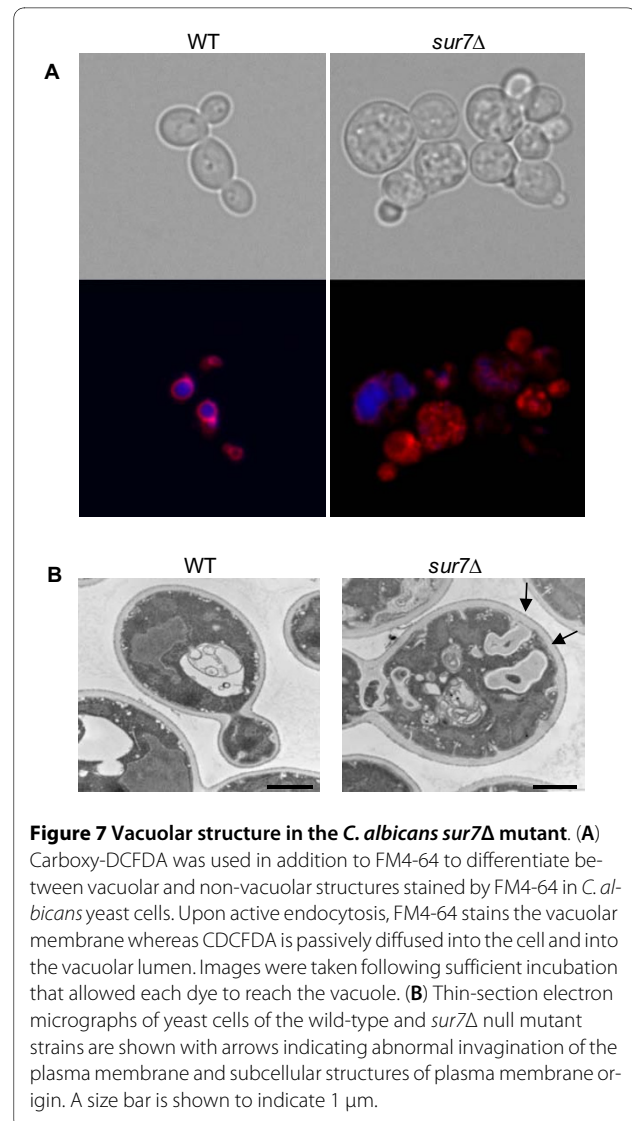 WT sur7Δ
A
B WT sur7Δ
Figure 7 Vacuolar structure in the C. albicans sur7Δ mutant. (A)
Carboxy-DCFDA was used in addition to FM4-64 to differentiate be-
tween vacuolar and non-vacuolar structures stained by FM4-64 in C. al-
bicans yeast cells. Upon active endocytosis, FM4-64 stains the vacuolar
membrane whereas CDCFDA is passively diffused into the cell and into
the vacuolar lumen. Images were taken following sufficient incubation
that allowed each dye to reach the vacuole. (B) Thin-section electron
micrographs of yeast cells of the wild-type and sur7Δ null mutant
strains are shown with arrows indicating abnormal invagination of the
plasma membrane and subcellular structures of plasma membrane or-
igin. A size bar is shown to indicate 1 μm.